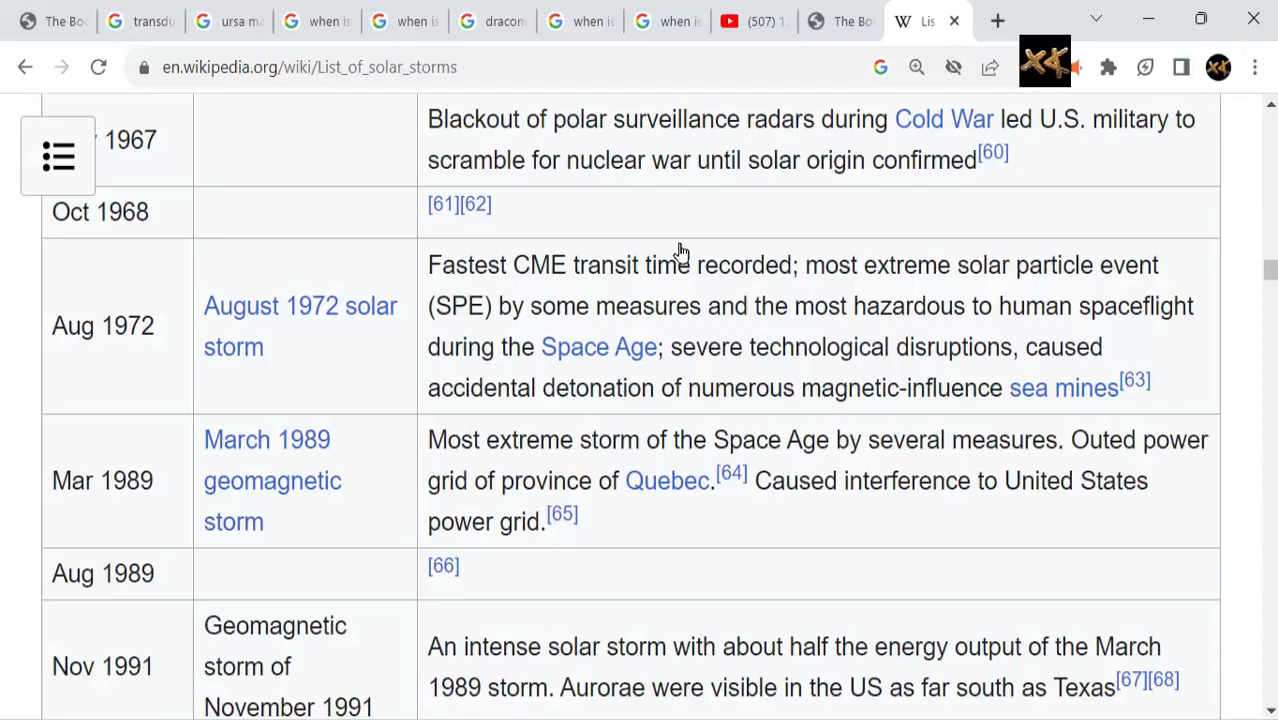 The Boo
transdu
ursa ma
when is
when is
draconi
when is
when is
(507) 1
The Boo
Lis
en.wikipedia.org/wiki/List_of_solar_storms
1967
Blackout of polar surveillance radars during Cold War led U.S. military to
scramble for nuclear war until solar origin confirmed[60]
Oct 1968
[61][62]
Aug 1972
August 1972 solar
storm
Fastest CME transit time recorded; most extreme solar particle event
(SPE) by some measures and the most hazardous to human spaceflight
during the Space Age; severe technological disruptions, caused
accidental detonation of numerous magnetic-influence sea mines[63]
Mar 1989
March 1989
geomagnetic
storm
Most extreme storm of the Space Age by several measures. Outed power
grid of province of Quebec.[64] Caused interference to United States
power grid.[65]
Aug 1989
[66]
Nov 1991
Geomagnetic
storm of
November 1991
An intense solar storm with about half the energy output of the March
1989 storm. Aurorae were visible in the US as far south as Texas[67][68]